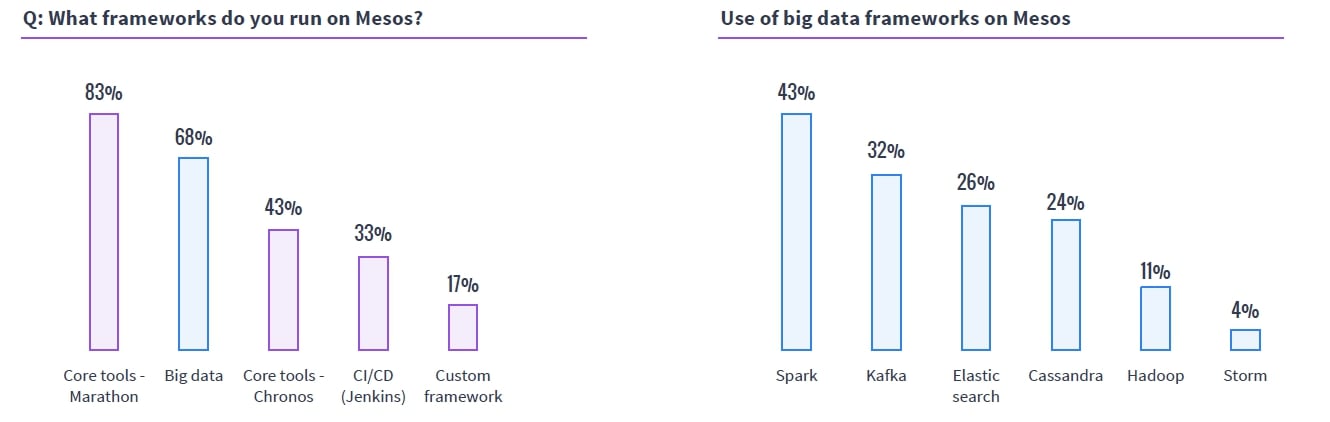 Q: What frameworks do you run on Mesos?
83%
68%
43%
33%
17%
Core tools -
Marathon
Big data
Core tools -
Chronos
CI/CD
(Jenkins)
Custom
framework
Use of big data frameworks on Mesos
43%
32%
26%
24%
11%
4%
Spark
Kafka
Elastic
search
Cassandra
Hadoop
Storm